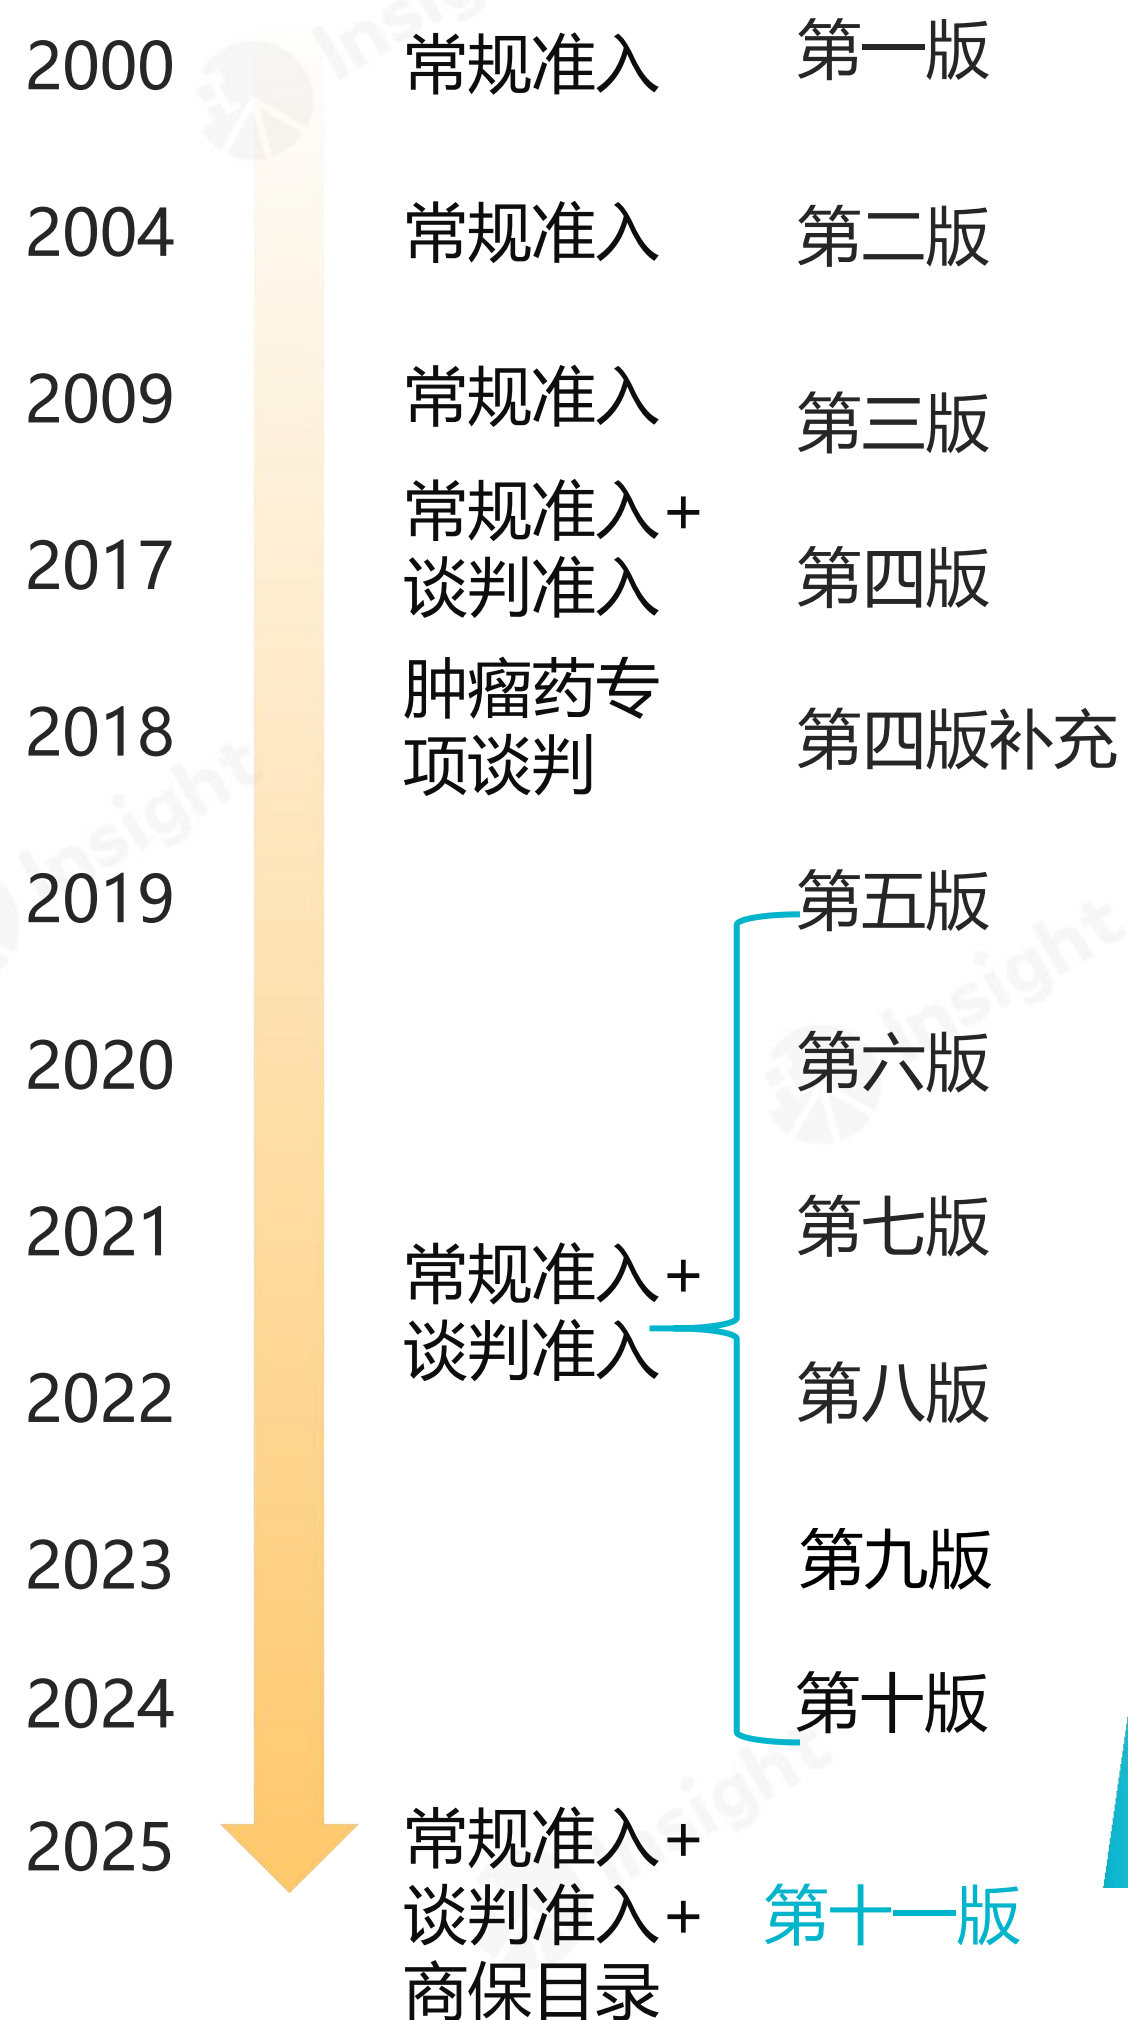 2000 常规准入 第一版
Insight
2004 常规准入 第二版
2009 常规准入 第三版
2017 常规准入+
谈判准入 第四版
2018 肿瘤药专
项谈判 第四版补充
Insight
2019 第五版
Insight
2020 第六版
2021 第七版
常规准入+
谈判准入
2022 第八版
2023 第九版
2024 第十版
Insight
2025 常规准入+
谈判准入+ 第十一版
商保目录